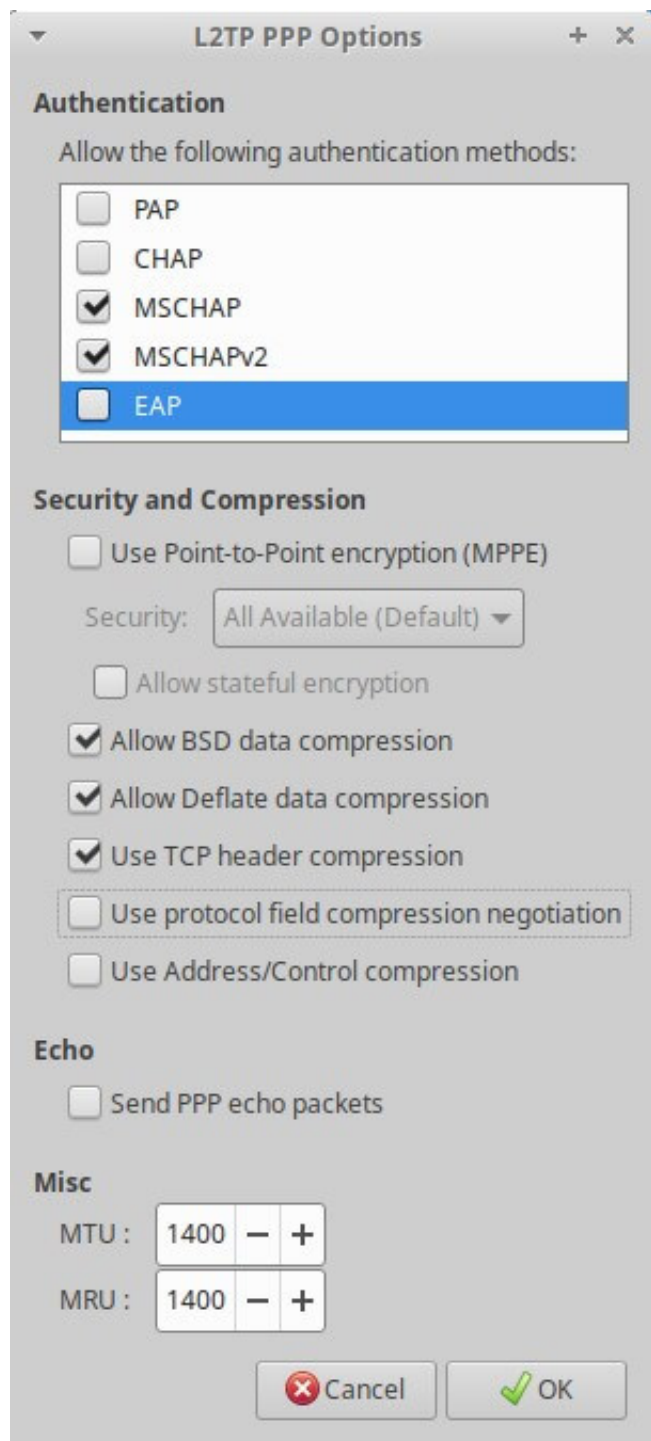 L2TP PPP Options
Authentication
Allow the following authentication methods:
PAP
CHAP
MSCHAP
MSCHAPv2
EAP
Security and Compression
Use Point-to-Point encryption (MPPE)
Security: All Available (Default)
Allow stateful encryption
Allow BSD data compression
Allow Deflate data compression
Use TCP header compression
Use protocol field compression negotiation
Use Address/Control compression
Echo
Send PPP echo packets
Misc
MTU : 1400 − +
MRU : 1400 − +
Cancel OK